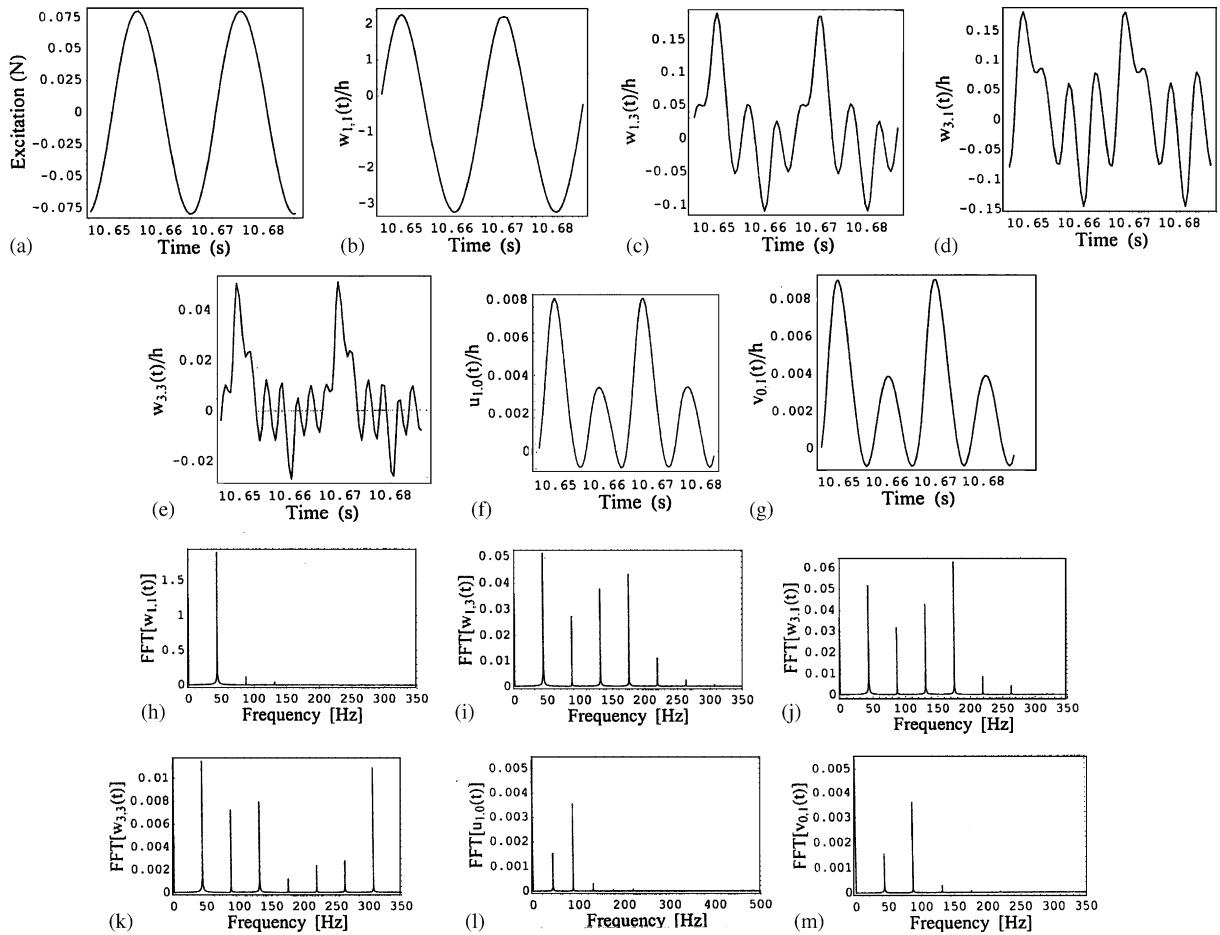 Excitation (N)
0.075
0.050
0.025
0
-0.025
-0.050
-0.075
10.65 10.66 10.67 10.68
Time (s)
(a)
w1,1(t)/h
2
1
0
-1
-2
-3
10.65 10.66 10.67 10.68
Time (s)
(b)
w1.3(t)/h
0.15
0.1
0.05
0
-0.05
-0.1
10.65 10.66 10.67 10.68
Time (s)
(c)
w3.1(t)/h
0.15
0.1
0.05
0
-0.05
-0.1
-0.15
10.65 10.66 10.67 10.68
Time (s)
(d)
w3.3(t)/h
0.04
0.02
0
-0.02
10.65 10.66 10.67 10.68
Time (s)
(e)
u1.0(t)/h
0.008
0.006
0.004
0.002
0
10.65 10.66 10.67 10.68
Time (s)
(f)
v0.1(t)/h
0.008
0.006
0.004
0.002
0
10.65 10.66 10.67 10.68
Time (s)
(g)
FFT[w1,1(t)]
1.5
1
0.5
0
0 50 100 150 200 250 300 350
Frequency [Hz]
(h)
FFT[w1,3(t)]
0.05
0.04
0.03
0.02
0.01
0
0 50 100 150 200 250 300 350
Frequency [Hz]
(i)
FFT[w3,1(t)]
0.06
0.05
0.04
0.03
0.02
0.01
0
0 50 100 150 200 250 300 350
Frequency [Hz]
(j)
FFT[w3,3(t)]
0.01
0.008
0.006
0.004
0.002
0
0 50 100 150 200 250 300 350
Frequency [Hz]
(k)
FFT[u1,0(t)]
0.005
0.004
0.003
0.002
0.001
0
0 100 200 300 400 500
Frequency [Hz]
(l)
FFT[v0,1(t)]
0.005
0.004
0.003
0.002
0.001
0
0 50 100 150 200 250 300 350
Frequency [Hz]
(m)